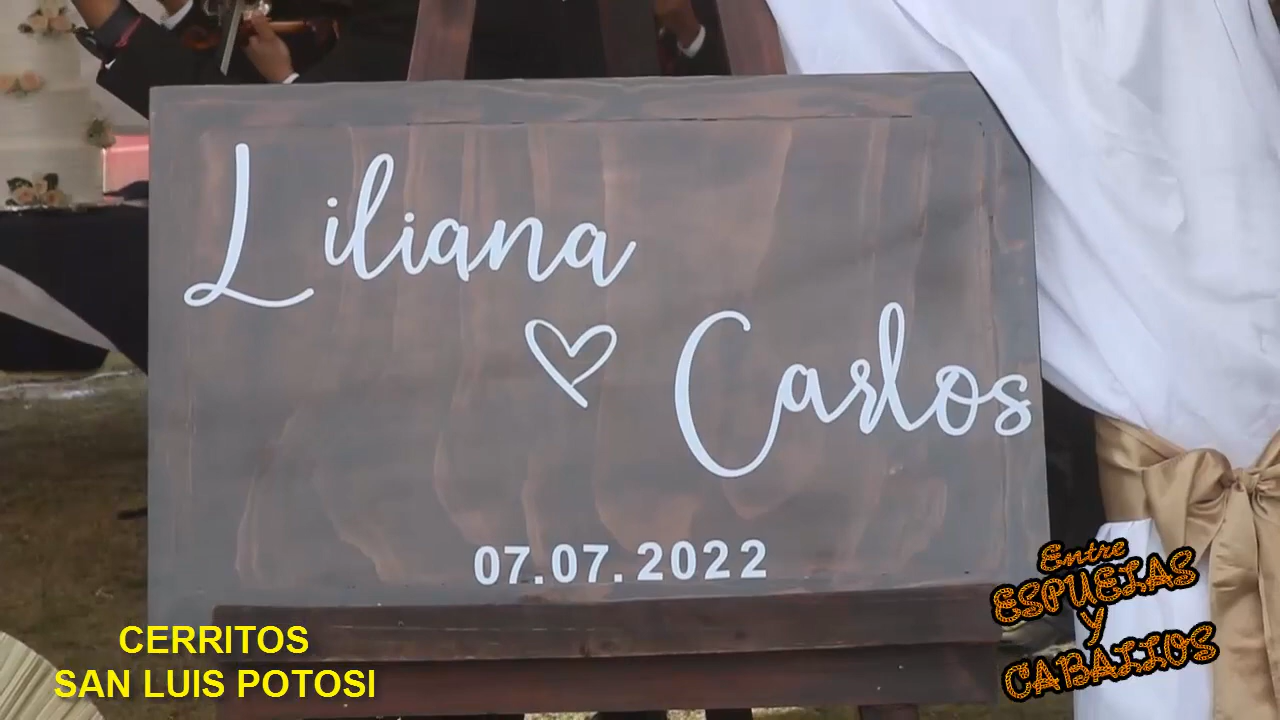 Liliana
Carlos
07.07.2022
CERRITOS
SAN LUIS POTOSI
Entre
ESPUELAS
Y
CABALLOS